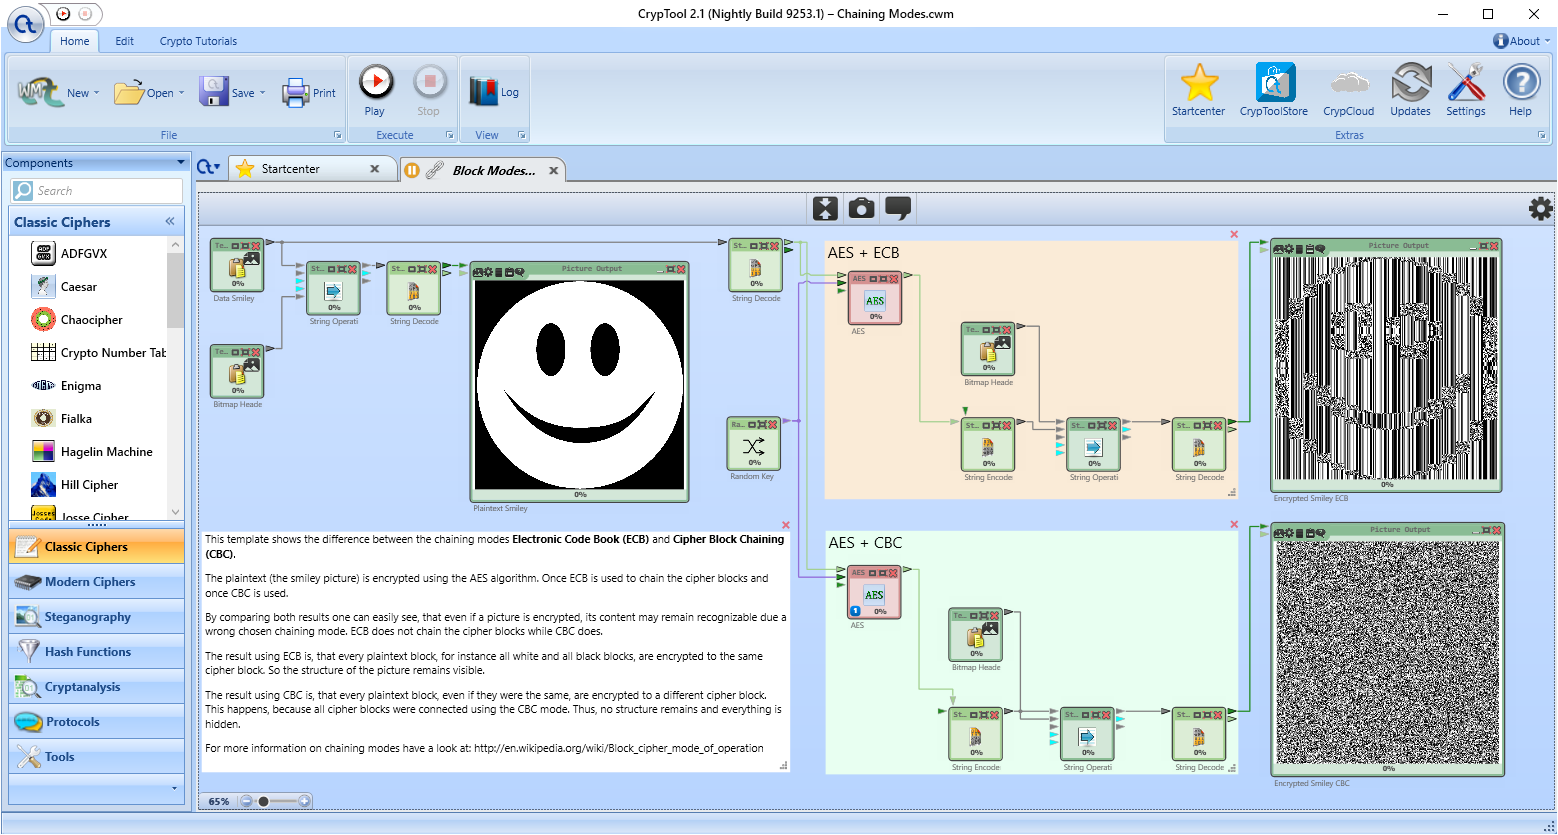 CrypTool 2.1 (Nightly Build 9253.1) – Chaining Modes.cwm
Home Edit Crypto Tutorials About
New Open Save Print Play Stop Log Startcenter CrypToolStore CrypCloud Updates Settings Help
File Execute View Extras
Components
Search
Classic Ciphers
ADFGVX
Caesar
Chaocipher
Crypto Number Tab
Enigma
Fialka
Hagelin Machine
Hill Cipher
Josse Cipher
Classic Ciphers
Modern Ciphers
Steganography
Hash Functions
Cryptanalysis
Protocols
Tools
Startcenter
Block Modes...
Te...
0%
Data Smiley
St...
0%
String Operati
St...
0%
String Decode
Te...
0%
Bitmap Heade
Picture Output
0%
Plaintext Smiley
St...
0%
String Decode
Ra...
0%
Random Key
AES + ECB
AES
AES
0%
AES
Te...
0%
Bitmap Heade
St...
0%
String Encode
St...
0%
String Operati
St...
0%
String Decode
Picture Output
0%
Encrypted Smiley ECB
This template shows the difference between the chaining modes Electronic Code Book (ECB) and Cipher Block Chaining
(CBC).
The plaintext (the smiley picture) is encrypted using the AES algorithm. Once ECB is used to chain the cipher blocks and
once CBC is used.
By comparing both results one can easily see, that even if a picture is encrypted, its content may remain recognizable due a
wrong chosen chaining mode. ECB does not chain the cipher blocks while CBC does.
The result using ECB is, that every plaintext block, for instance all white and all black blocks, are encrypted to the same
cipher block. So the structure of the picture remains visible.
The result using CBC is, that every plaintext block, even if they were the same, are encrypted to a different cipher block.
This happens, because all cipher blocks were connected using the CBC mode. Thus, no structure remains and everything is
hidden.
For more information on chaining modes have a look at: http://en.wikipedia.org/wiki/Block_cipher_mode_of_operation
AES + CBC
AES
AES
1 0%
AES
Te...
0%
Bitmap Heade
St...
0%
String Encode
St...
0%
String Operati
St...
0%
String Decode
Picture Output
0%
Encrypted Smiley CBC
65%